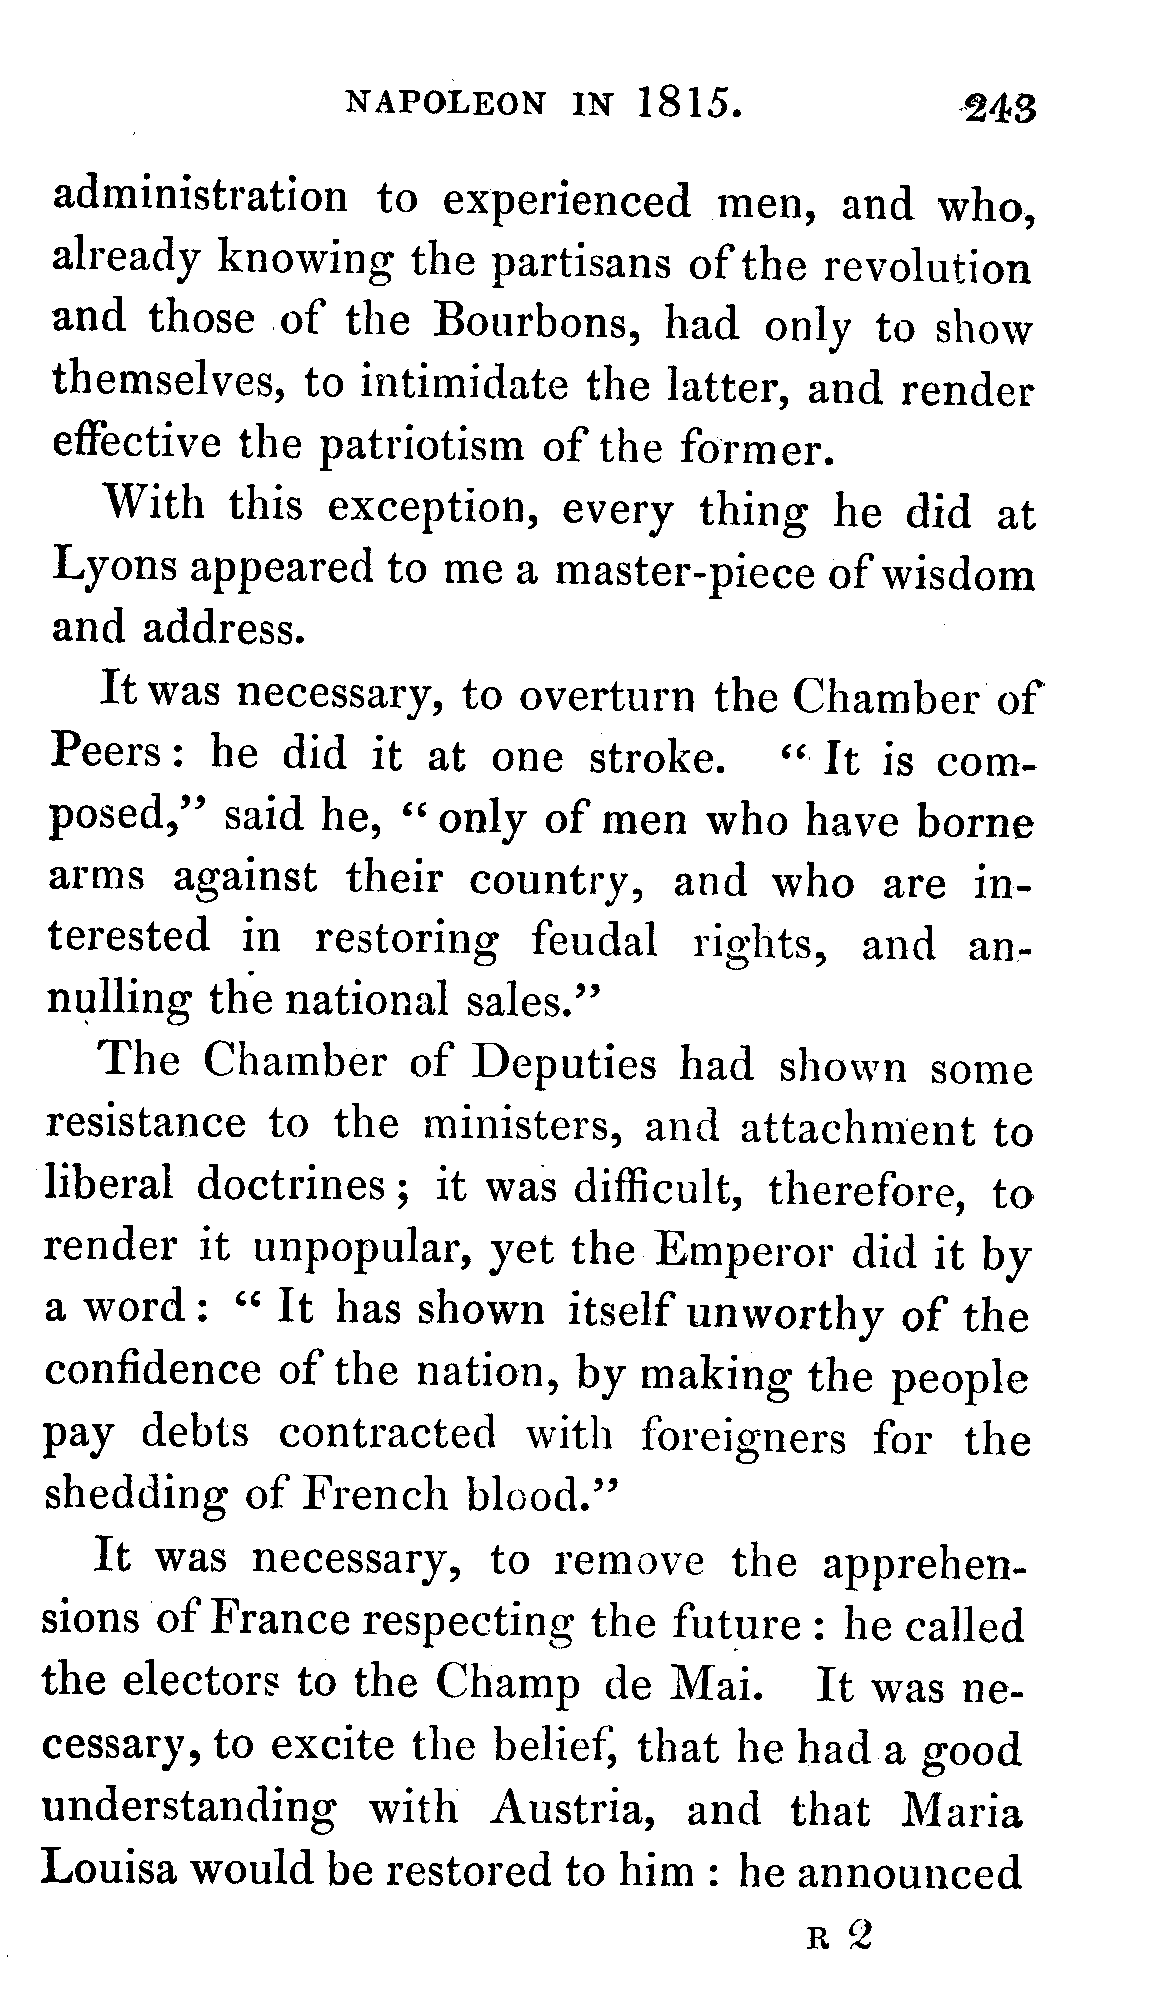 NAPOLEON IN 1815. 243
administration to experienced men, and who,
already knowing the partisans of the revolution
and those of the Bourbons, had only to show
themselves, to intimidate the latter, and render
effective the patriotism of the former.
With this exception, every thing he did at
Lyons appeared to me a master-piece of wisdom
and address.
It was necessary, to overturn the Chamber of
Peers: he did it at one stroke. “ It is com-
posed,” said he, “ only of men who have borne
arms against their country, and who are in-
terested in restoring feudal rights, and an-
nulling the national sales.”
The Chamber of Deputies had shown some
resistance to the ministers, and attachment to
liberal doctrines; it was difficult, therefore, to
render it unpopular, yet the Emperor did it by
a word: “ It has shown itself unworthy of the
confidence of the nation, by making the people
pay debts contracted with foreigners for the
shedding of French blood.”
It was necessary, to remove the apprehen-
sions of France respecting the future: he called
the electors to the Champ de Mai. It was ne-
cessary, to excite the belief, that he had a good
understanding with Austria, and that Maria
Louisa would be restored to him: he announced
R 2